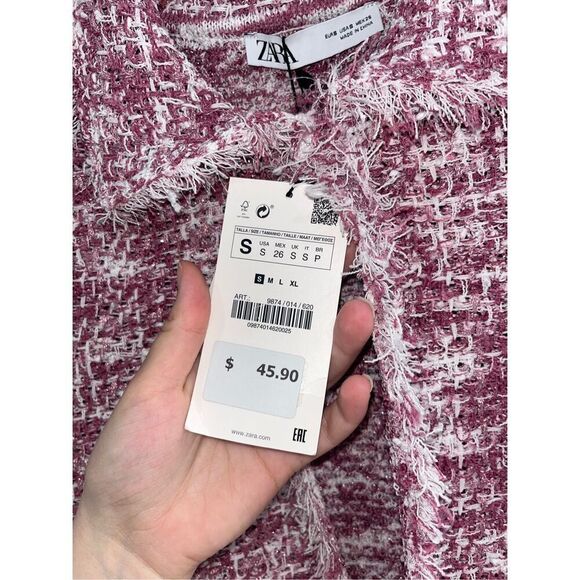 ZARA
EUR S USA S MEX 26
MADE IN CHINA
TALLA / SIZE / TAMANHO / TAILLE / MAAT / ΜΕΓΕΘΟΣ
S
USA MEX UK IT BR
S 26 S S P
S M L XL
ART.: 9874 / 014 / 620
09874014620025
$ 45.90
www.zara.com
EAC